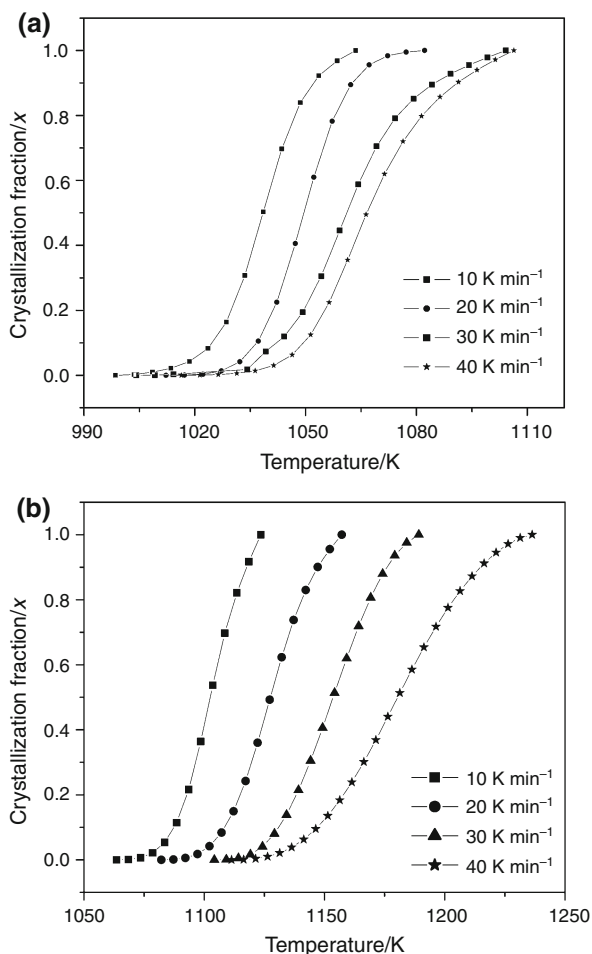 (a)
1.0
0.8
0.6
0.4
0.2
0.0
Crystallization fraction/x
10 K min⁻¹
20 K min⁻¹
30 K min⁻¹
40 K min⁻¹
990 1020 1050 1080 1110
Temperature/K
(b)
1.0
0.8
0.6
0.4
0.2
0.0
Crystallization fraction/x
10 K min⁻¹
20 K min⁻¹
30 K min⁻¹
40 K min⁻¹
1050 1100 1150 1200 1250
Temperature/K